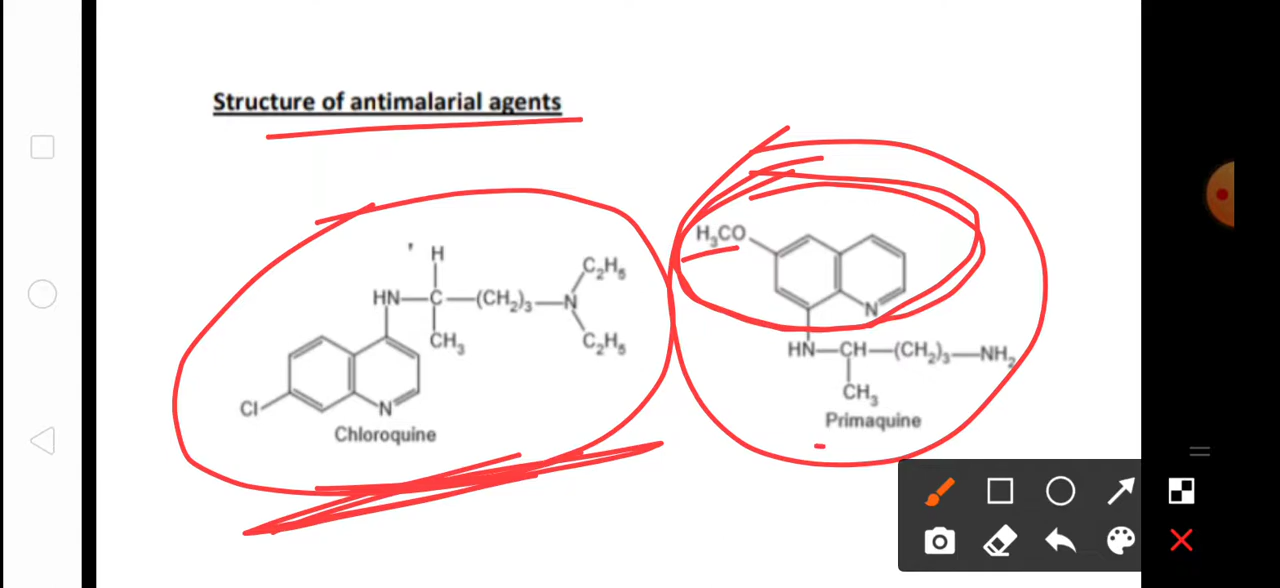 Structure of antimalarial agents
H
HN—C—(CH₂)₃—N
C₂H₅
C₂H₅
CH₃
Cl
N
Chloroquine
H₃CO
N
HN—CH—(CH₂)₃—NH₂
CH₃
Primaquine